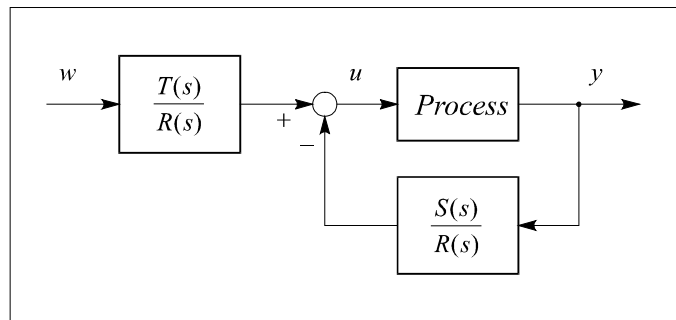 w
T(s)
R(s)
+
−
u
Process
y
S(s)
R(s)